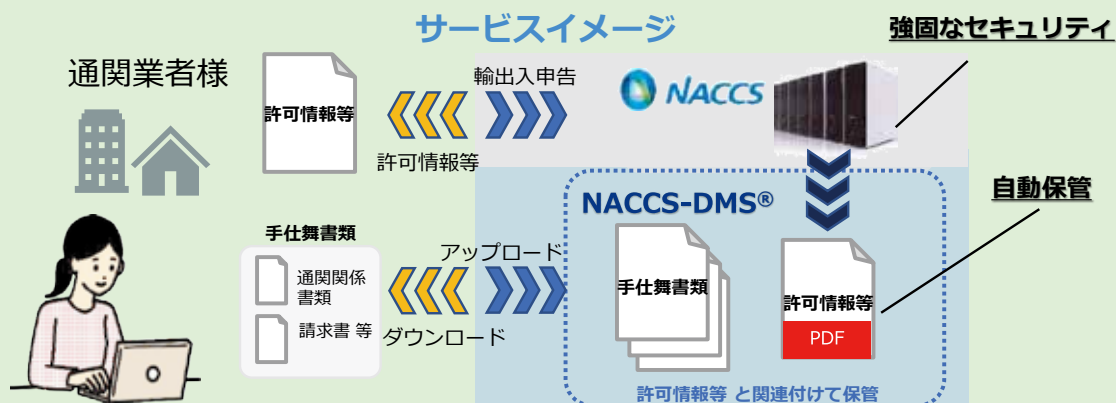 サービスイメージ
強固なセキュリティ
通関業者様
許可情報等
輸出入申告
許可情報等
NACCS
NACCS-DMS®
自動保管
手仕舞書類
通関関係
書類
請求書 等
アップロード
ダウンロード
手仕舞書類
許可情報等
PDF
許可情報等 と関連付けて保管